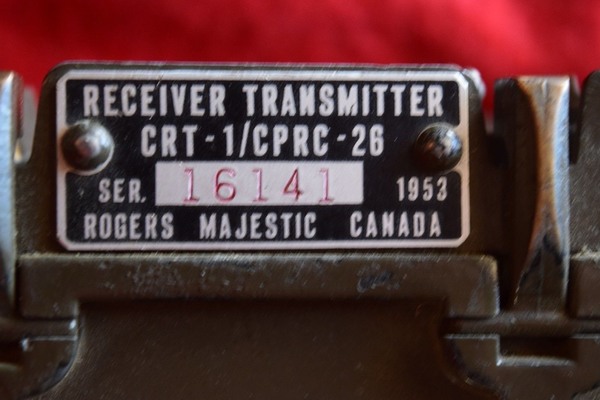 RECEIVER TRANSMITTER
CRT-1/CPRC-26
SER. 16141 1953
ROGERS MAJESTIC CANADA